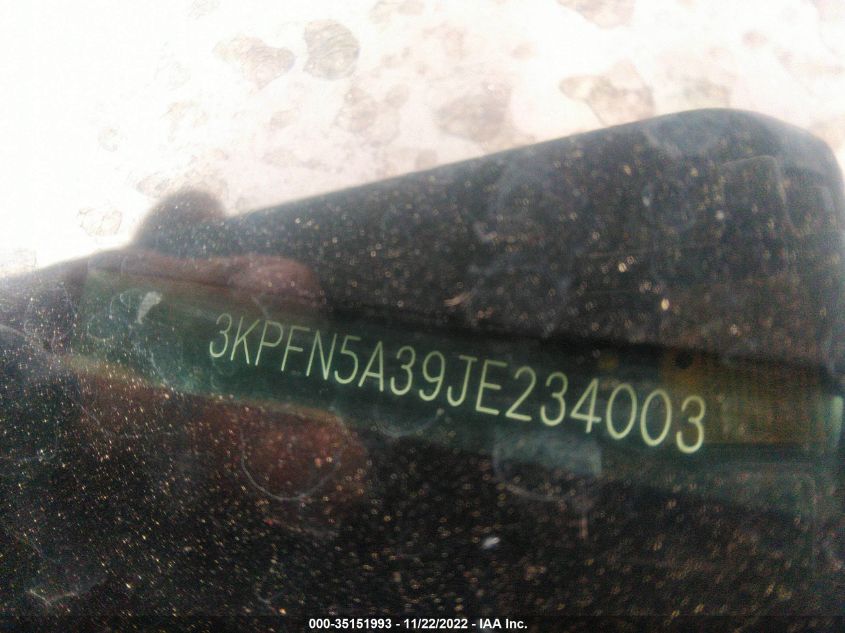 3KPFN5A39JE234003
000-35151993 - 11/22/2022 - IAA Inc.